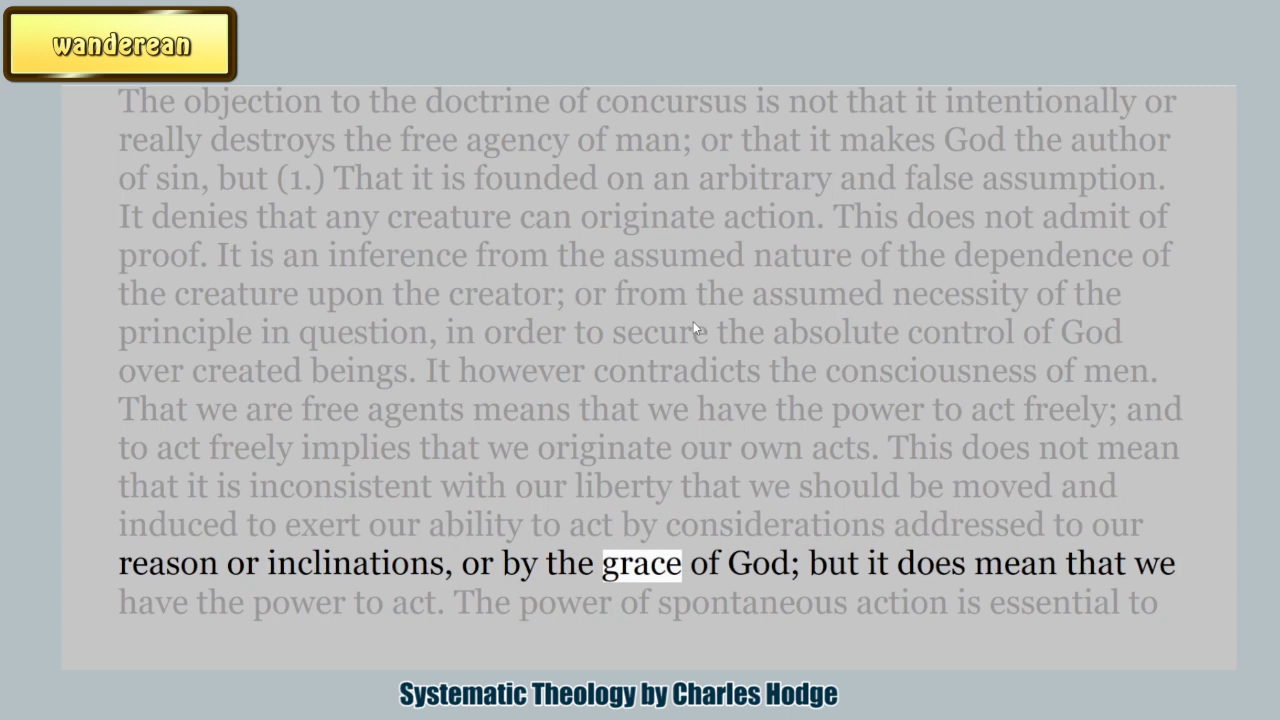 wanderean
The objection to the doctrine of concursus is not that it intentionally or
really destroys the free agency of man; or that it makes God the author
of sin, but (1.) That it is founded on an arbitrary and false assumption.
It denies that any creature can originate action. This does not admit of
proof. It is an inference from the assumed nature of the dependence of
the creature upon the creator; or from the assumed necessity of the
principle in question, in order to secure the absolute control of God
over created beings. It however contradicts the consciousness of men.
That we are free agents means that we have the power to act freely; and
to act freely implies that we originate our own acts. This does not mean
that it is inconsistent with our liberty that we should be moved and
induced to exert our ability to act by considerations addressed to our
reason or inclinations, or by the grace of God; but it does mean that we
have the power to act. The power of spontaneous action is essential to
Systematic Theology by Charles Hodge